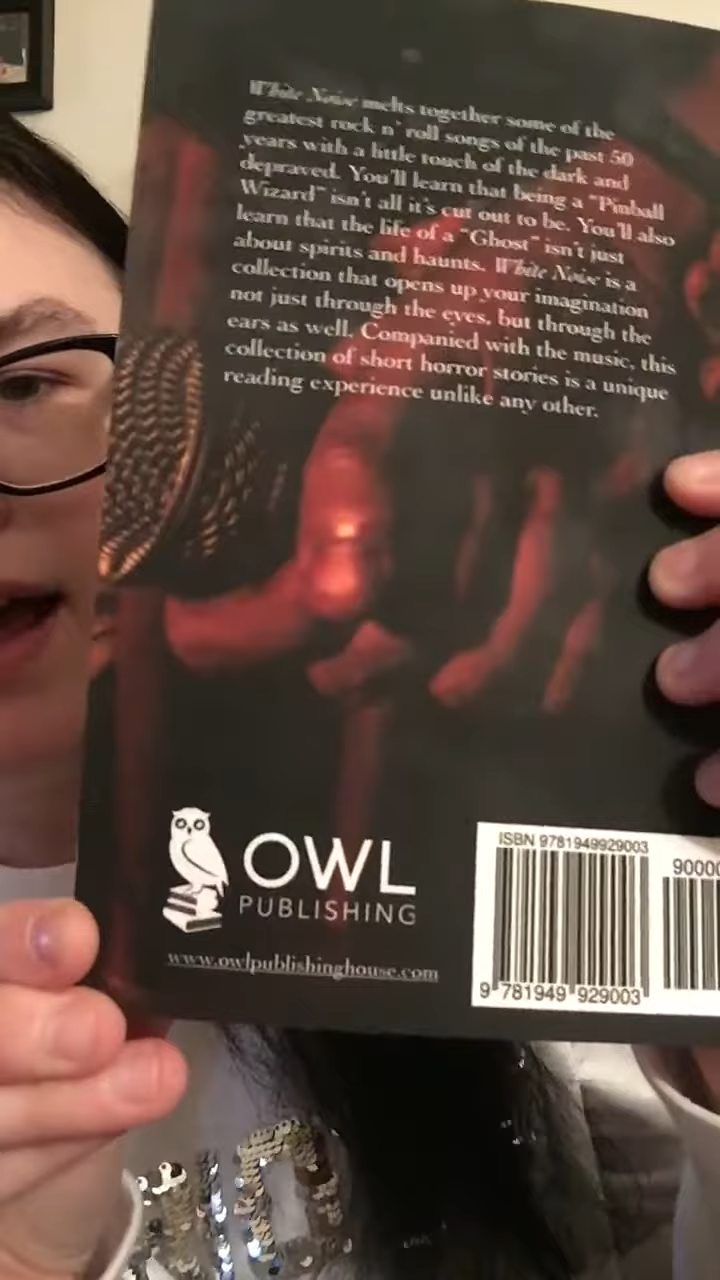 White Noise melts together some of the
greatest rock n' roll songs of the past 50
years with a little touch of the dark and
depraved. You'll learn that being a "Pinball
Wizard" isn't all it's cut out to be. You'll also
learn that the life of a "Ghost" isn't just
about spirits and haunts. White Noise is a
collection that opens up your imagination
not just through the eyes, but through the
ears as well. Companied with the music, this
collection of short horror stories is a unique
reading experience unlike any other.
OWL
PUBLISHING
www.owlpublishinghouse.com
ISBN 9781949929003
90000
9 781949 929003